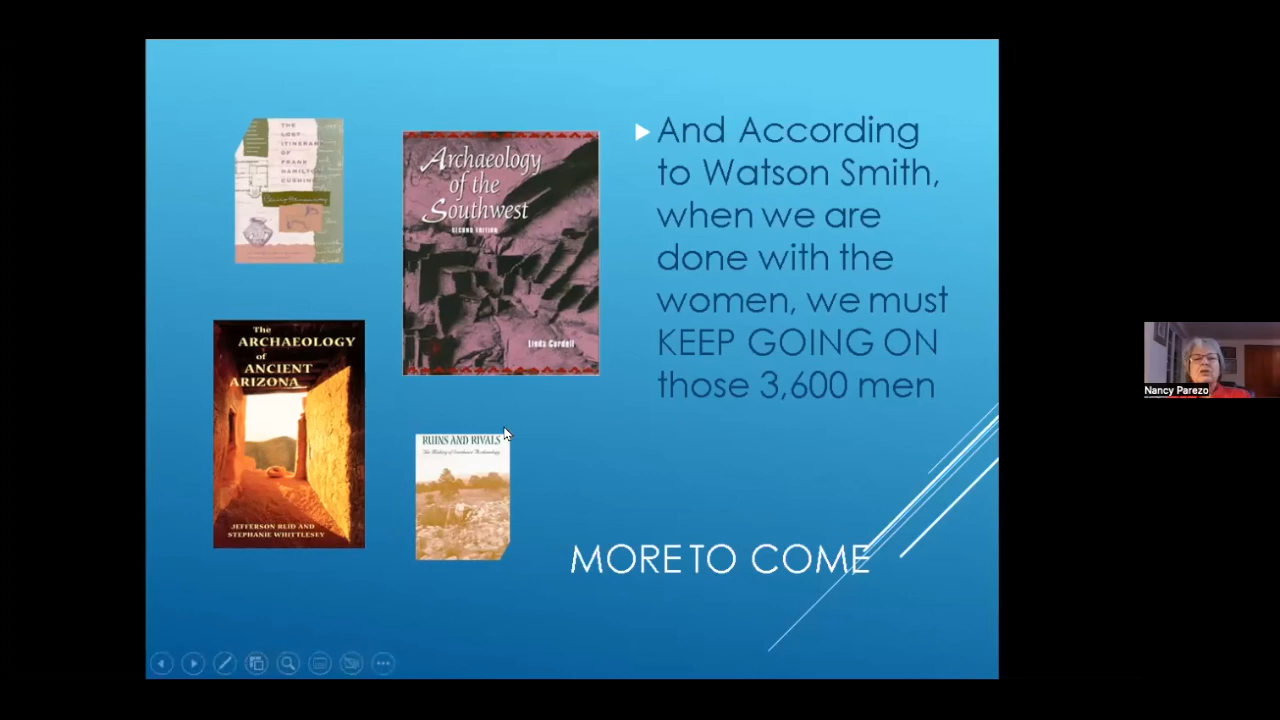 THE
LOST
ITINERARY
OF
FRANK
HAMILTON
CUSHING
Archaeology
of the
Southwest
SECOND EDITION
Linda Cordell
And According
to Watson Smith,
when we are
done with the
women, we must
KEEP GOING ON
those 3,600 men
The
ARCHAEOLOGY
of
ANCIENT
ARIZONA
JEFFERSON REID AND
STEPHANIE WHITTLESEY
RUINS AND RIVALS
The Making of Southwest Archaeology
MORE TO COME
Nancy Parezo